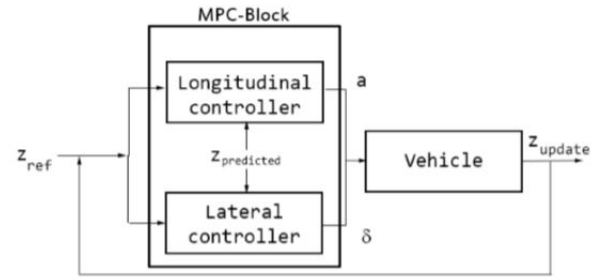 MPC-Block
Longitudinal
controller
a
z_ref
z_predicted
Vehicle
z_update
Lateral
controller
δ